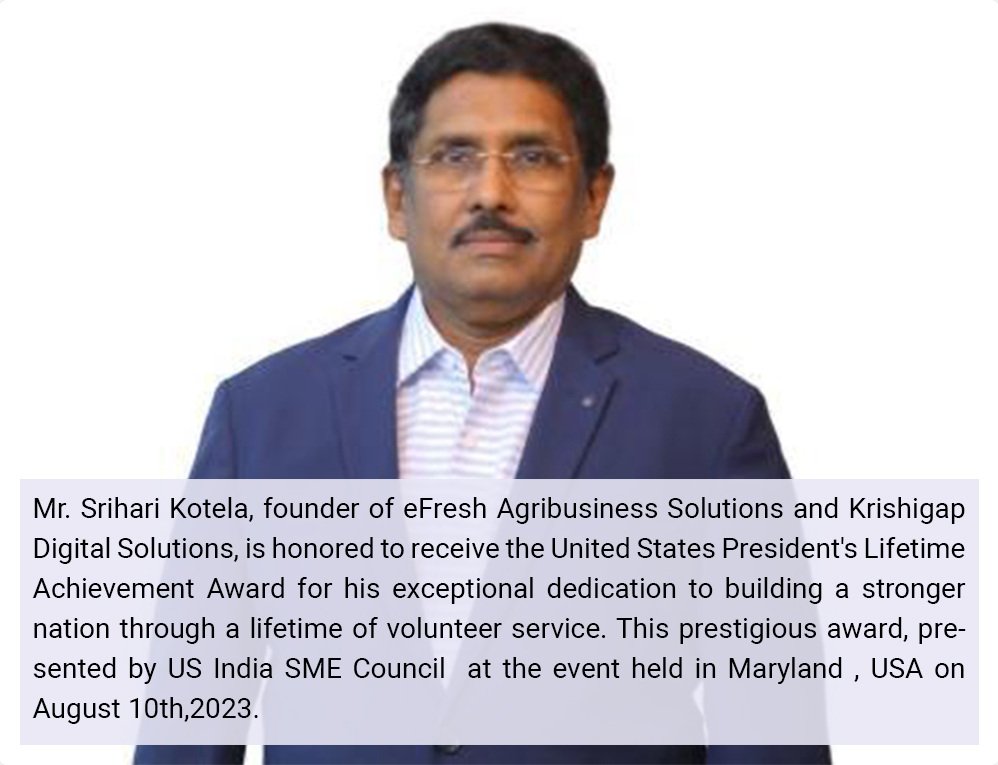 Mr. Srihari Kotela, founder of eFresh Agribusiness Solutions and Krishigap
Digital Solutions, is honored to receive the United States President's Lifetime
Achievement Award for his exceptional dedication to building a stronger
nation through a lifetime of volunteer service. This prestigious award, pre-
sented by US India SME Council  at the event held in Maryland , USA on
August 10th,2023.